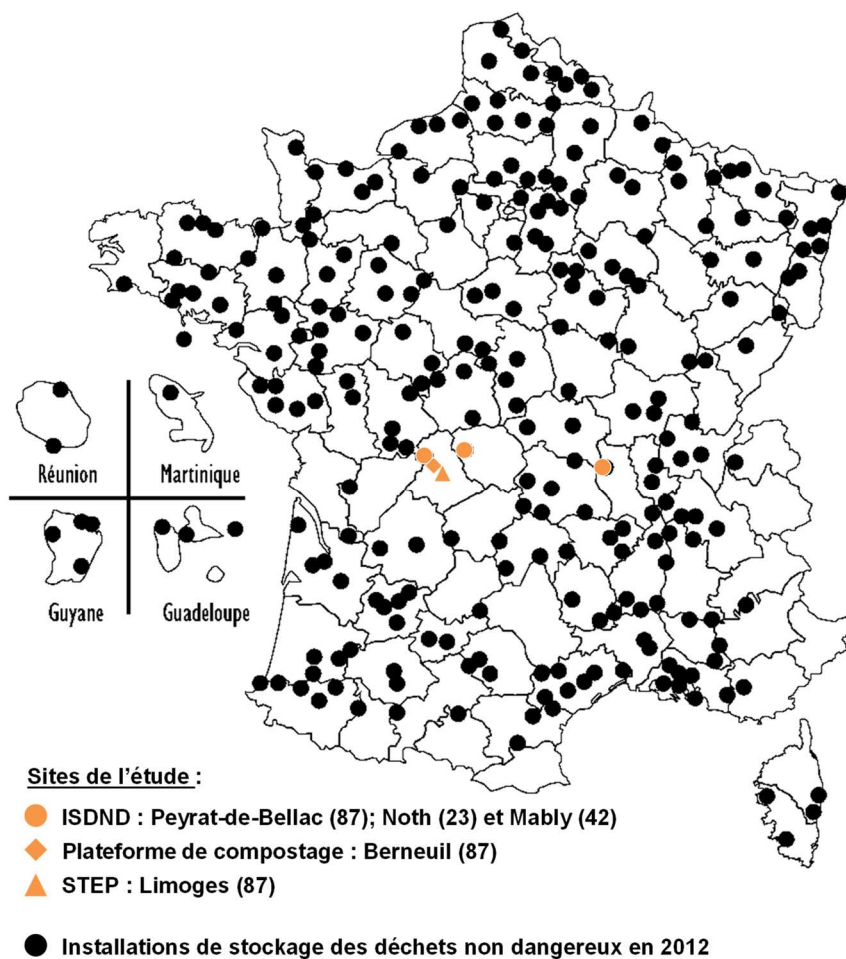 Réunion
Martinique
Guyane
Guadeloupe
Sites de l'étude :
ISDND : Peyrat-de-Bellac (87); Noth (23) et Mably (42)
Plateforme de compostage : Berneuil (87)
STEP : Limoges (87)
Installations de stockage des déchets non dangereux en 2012